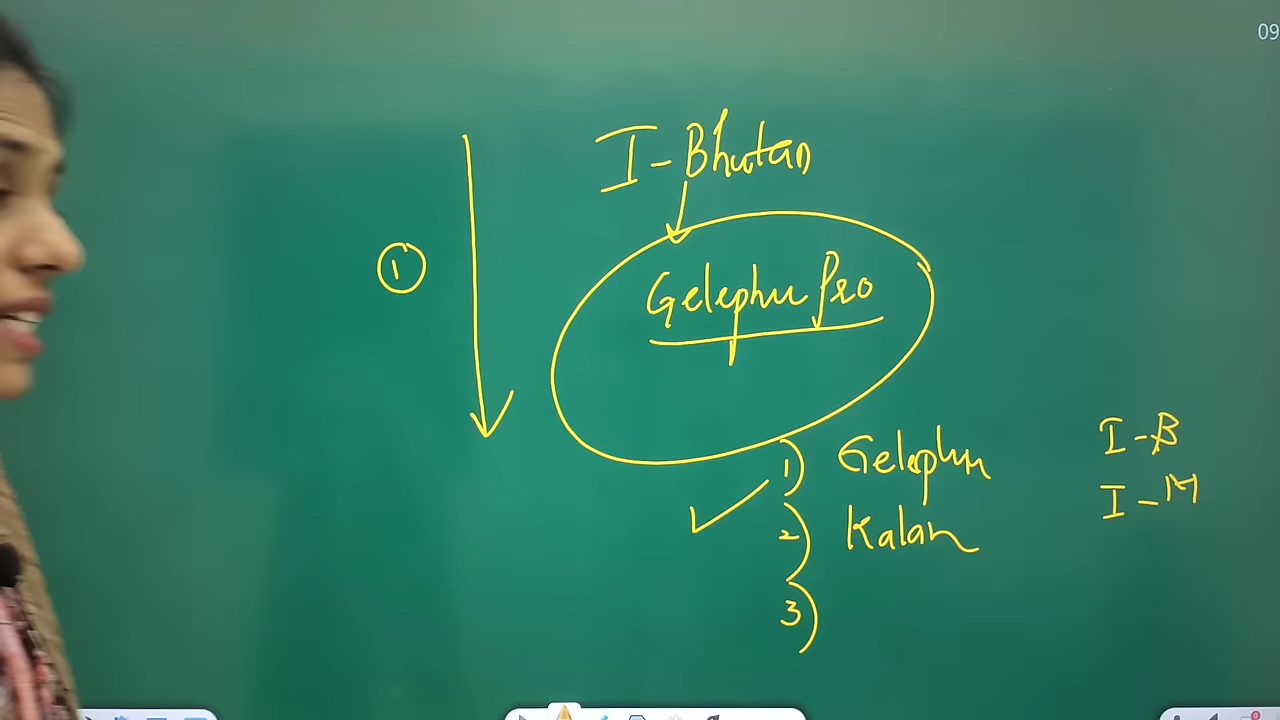 09
I - Bhutan
①
Gelephu Pro
1) Gelephu
2) Kalan
3)
I - B
I - M